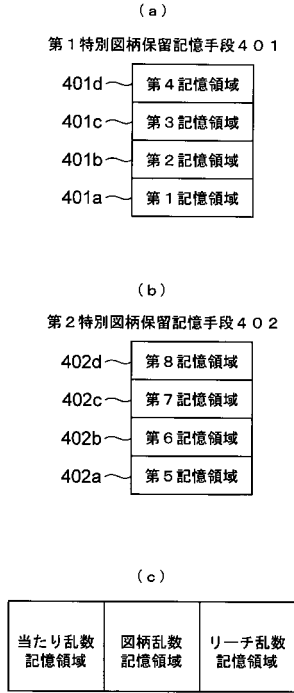 (a)
第1特別図柄保留記憶手段401
401d 第4記憶領域
401c 第3記憶領域
401b 第2記憶領域
401a 第1記憶領域
(b)
第2特別図柄保留記憶手段402
402d 第8記憶領域
402c 第7記憶領域
402b 第6記憶領域
402a 第5記憶領域
(c)
当たり乱数 図柄乱数 リーチ乱数
記憶領域 記憶領域 記憶領域